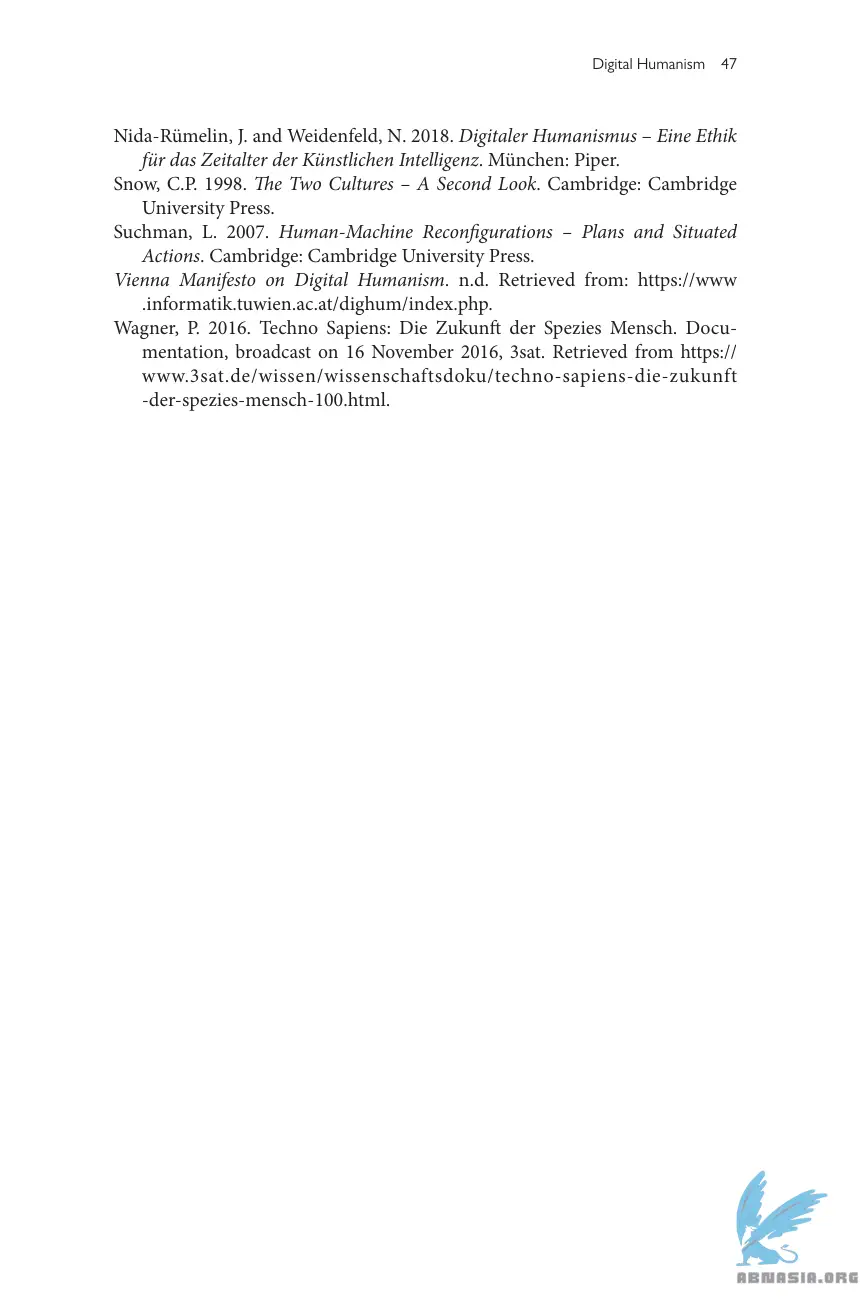 Digital Humanism 47
Nida-Rümelin, J. and Weidenfeld, N. 2018. Digitaler Humanismus – Eine Ethik
für das Zeitalter der Künstlichen Intelligenz. München: Piper.
Snow, C.P. 1998. The Two Cultures – A Second Look. Cambridge: Cambridge
University Press.
Suchman, L. 2007. Human-Machine Reconfigurations – Plans and Situated
Actions. Cambridge: Cambridge University Press.
Vienna Manifesto on Digital Humanism. n.d. Retrieved from: https://www
.informatik.tuwien.ac.at/dighum/index.php.
Wagner, P. 2016. Techno Sapiens: Die Zukunft der Spezies Mensch. Docu-
mentation, broadcast on 16 November 2016, 3sat. Retrieved from https://
www.3sat.de/wissen/wissenschaftsdoku/techno-sapiens-die-zukunft
-der-spezies-mensch-100.html.
ABNASIA.ORG